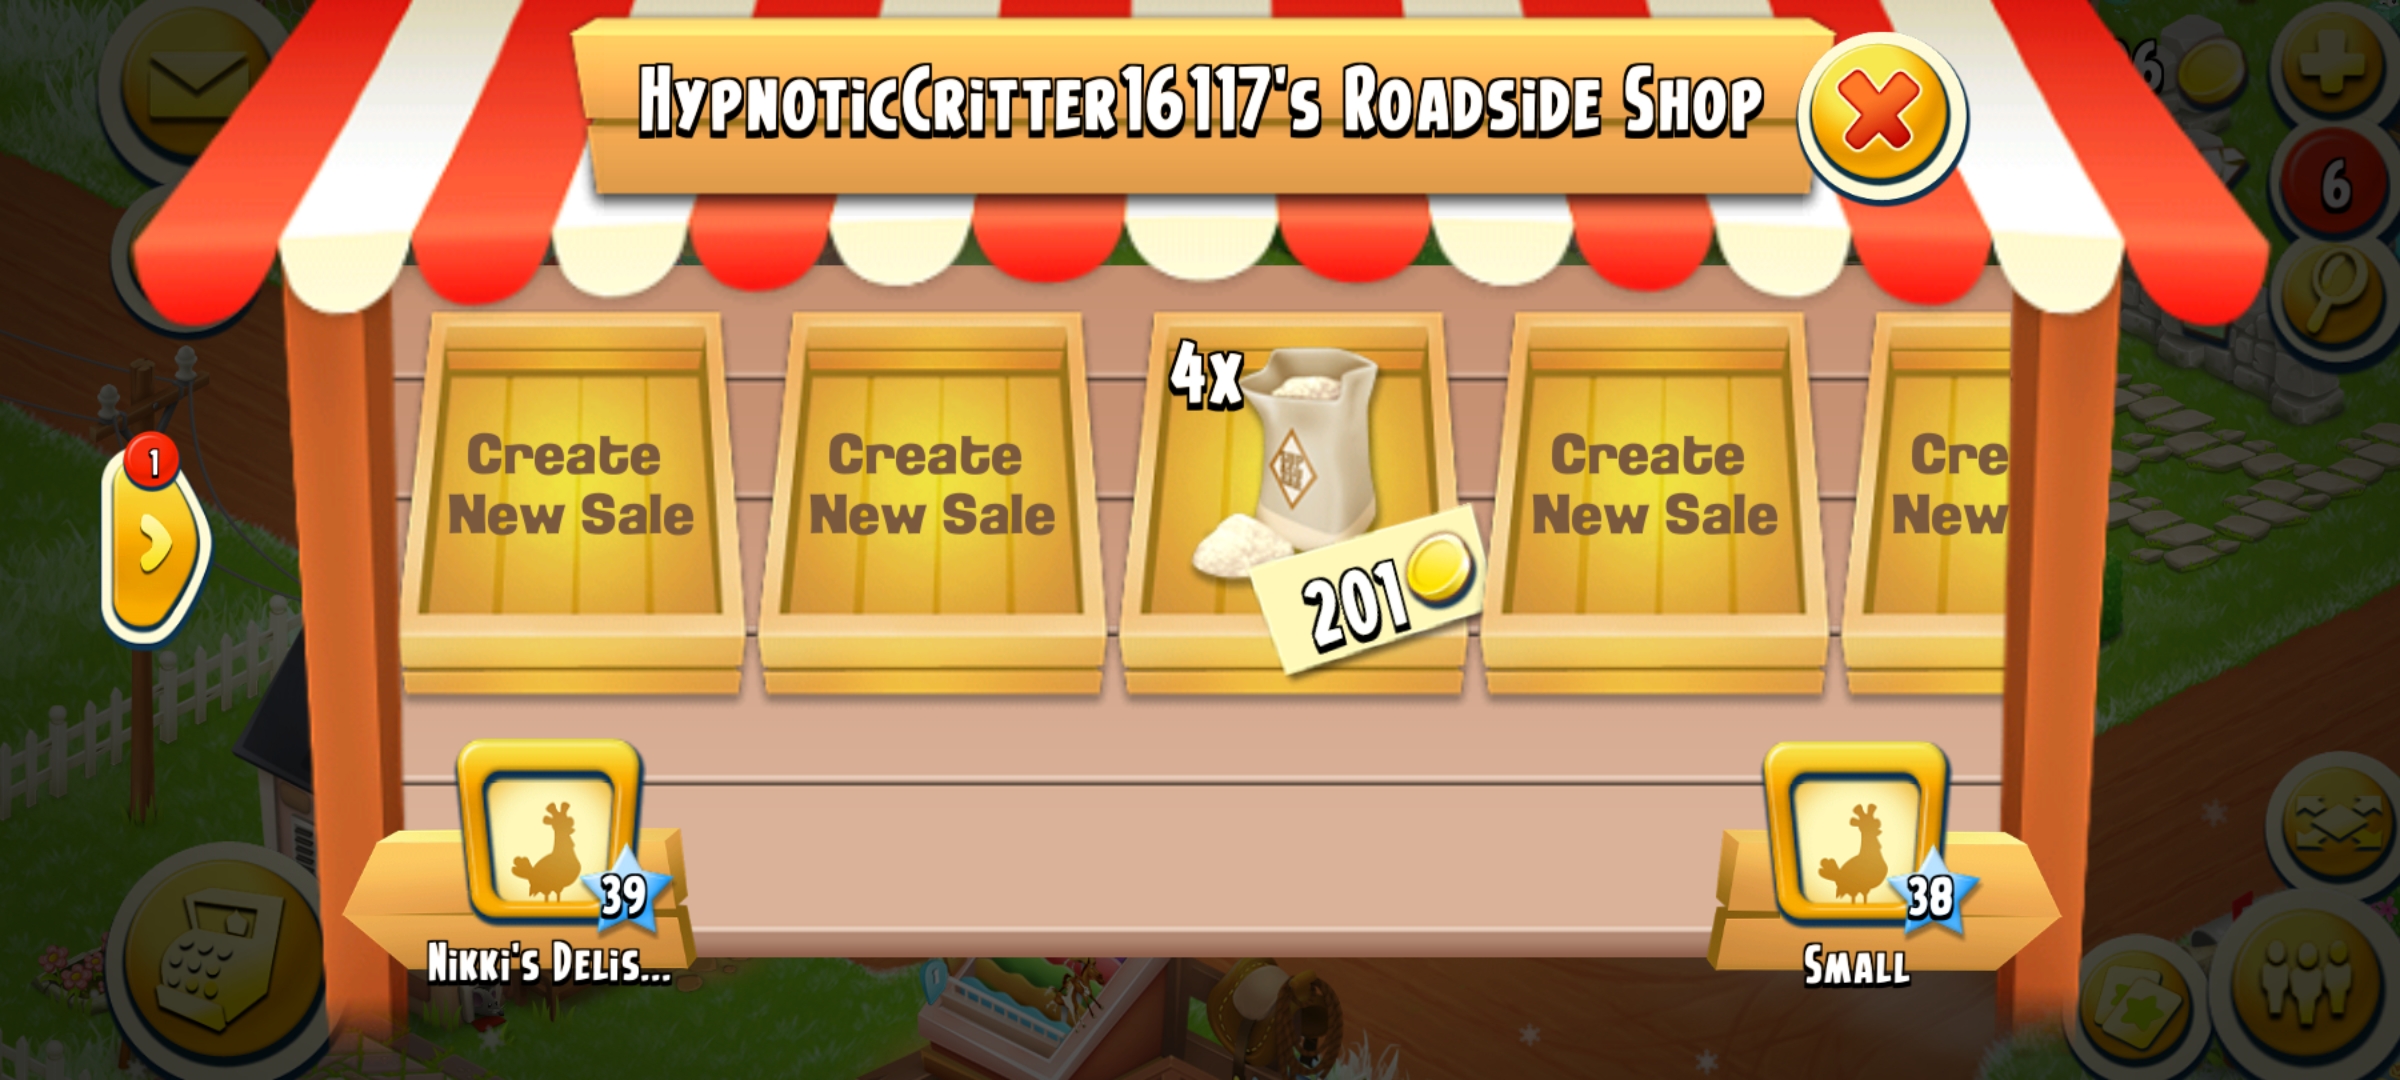 HypnoticCritter16117's Roadside Shop
6
6
1
Create
New Sale
Create
New Sale
4x
201
Create
New Sale
Cre
New
39
Nikki's Delis...
38
Small